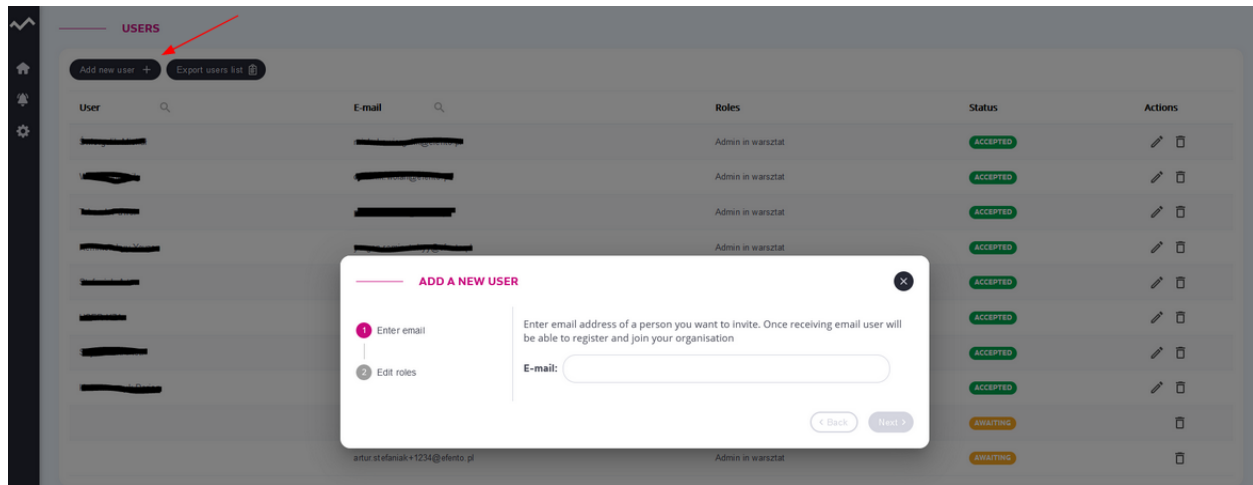 USERS
Add new user +
Export users list
User E-mail Roles Status Actions
Admin in warsztat ACCEPTED
Admin in warsztat ACCEPTED
Admin in warsztat ACCEPTED
Admin in warsztat ACCEPTED
ADD A NEW USER
ACCEPTED
1 Enter email
2 Edit roles
Enter email address of a person you want to invite. Once receiving email user will
be able to register and join your organisation
E-mail:
ACCEPTED
ACCEPTED
ACCEPTED
< Back Next >
AWAITING
artur.stefaniak+1234@efento.pl Admin in warsztat AWAITING